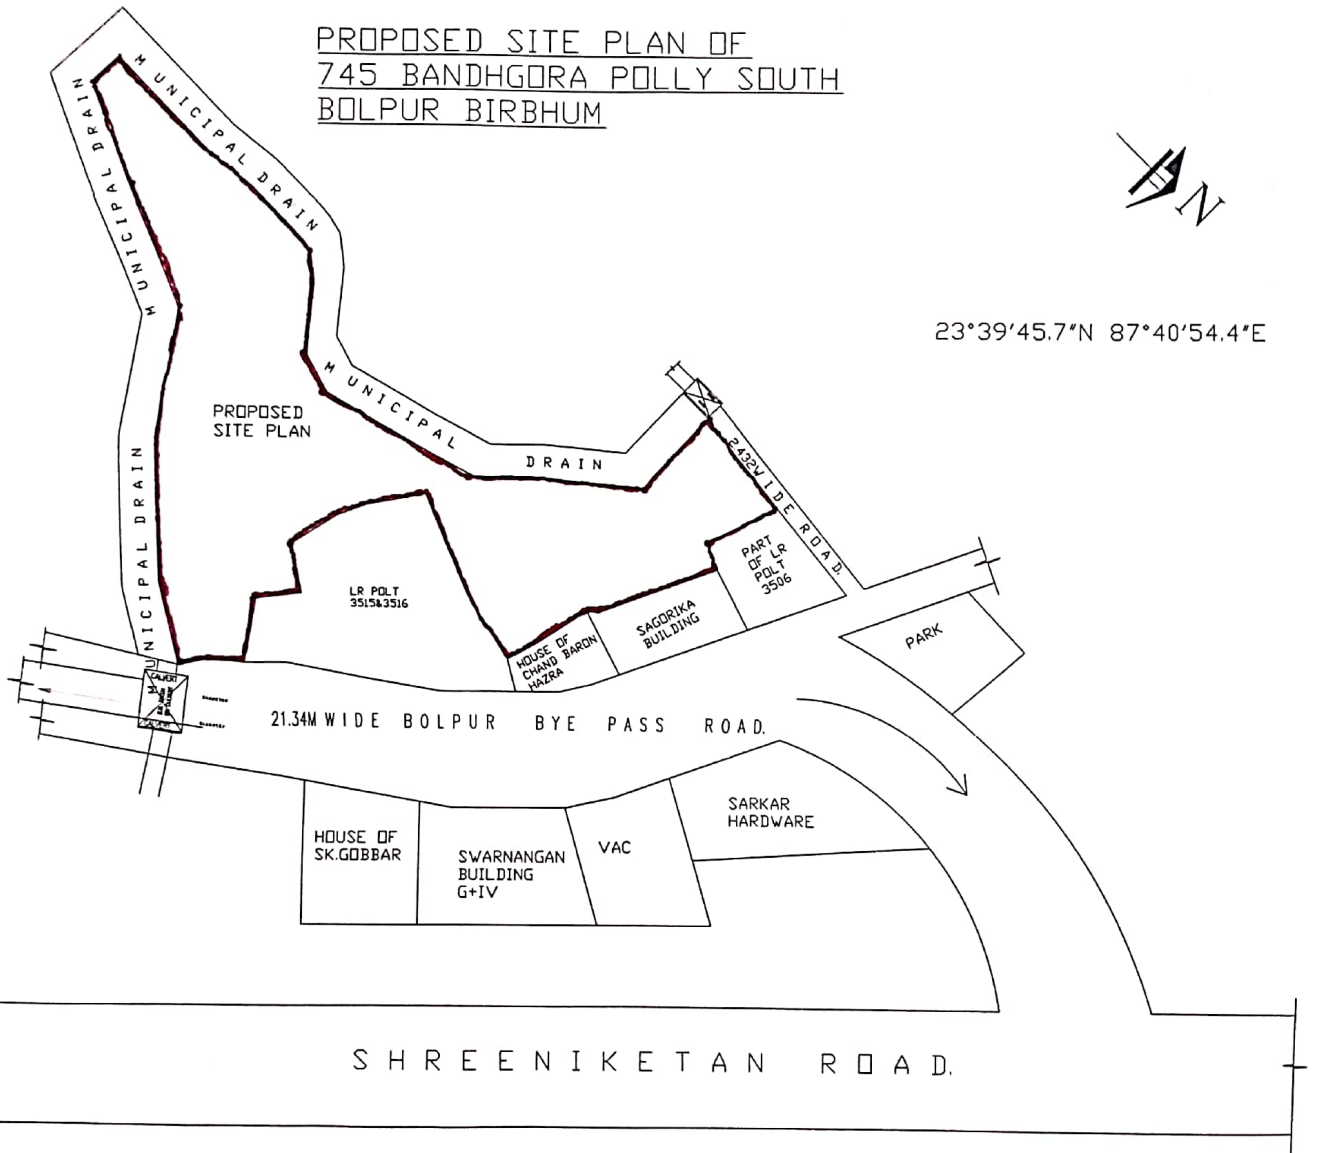 PROPOSED SITE PLAN OF
745 BANDHGORA POLLY SOUTH
BOLPUR BIRBHUM
N
23°39'45.7"N 87°40'54.4"E
MUNICIPAL DRAIN
MUNICIPAL DRAIN
MUNICIPAL DRAIN
MUNICIPAL DRAIN
PROPOSED
SITE PLAN
2.432WIDE ROAD.
PART
OF LR
POLT
3506
LR POLT
3515&3516
SAGORIKA
BUILDING
HOUSE OF
CHAND BARON
HAZRA
PARK
CALVERT
CALVERT
21.34M WIDE BOLPUR BYE PASS ROAD.
HOUSE OF
SK.GOBBAR
SWARNANGAN
BUILDING
G+IV
VAC
SARKAR
HARDWARE
SHREENIKETAN ROAD.